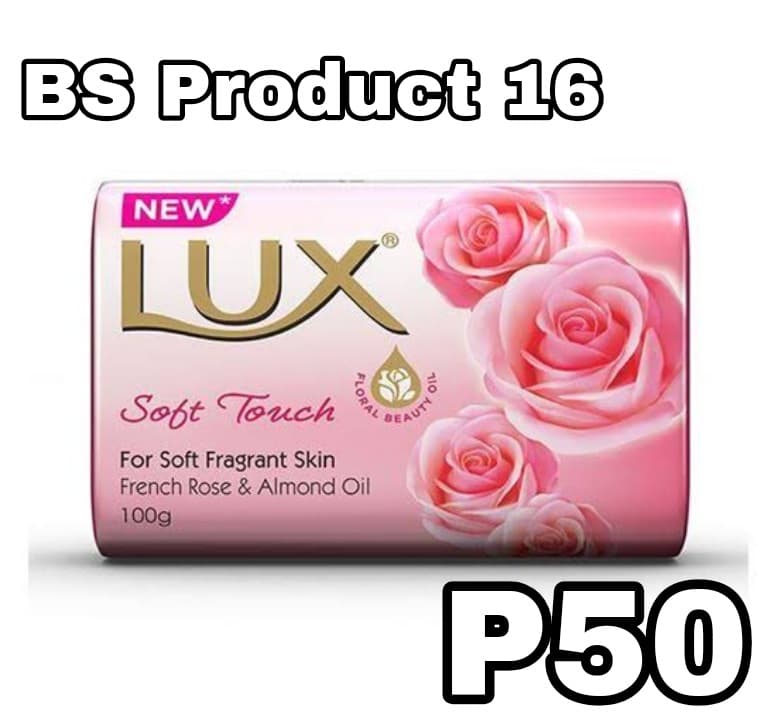 BS Product 16
NEW*
LUX®
Soft Touch
FLORAL BEAUTY OIL
For Soft Fragrant Skin
French Rose & Almond Oil
100g
P50